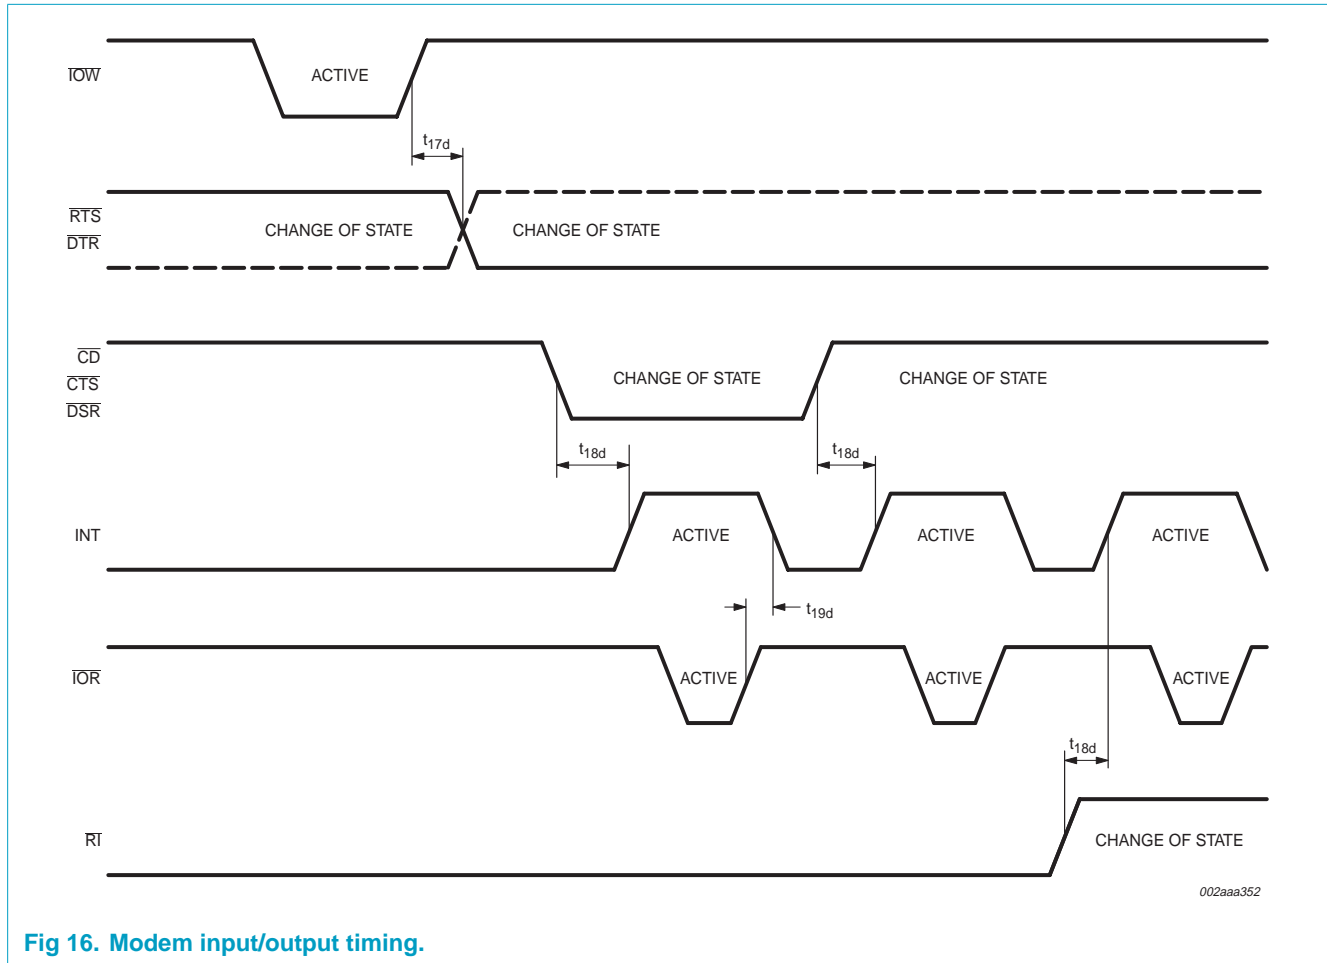 IOW
ACTIVE
t17d
RTS
DTR
CHANGE OF STATE
CHANGE OF STATE
CD
CTS
DSR
CHANGE OF STATE
CHANGE OF STATE
t18d
t18d
INT
ACTIVE
ACTIVE
ACTIVE
t19d
IOR
ACTIVE
ACTIVE
ACTIVE
t18d
RI
CHANGE OF STATE
002aaa352
Fig 16. Modem input/output timing.